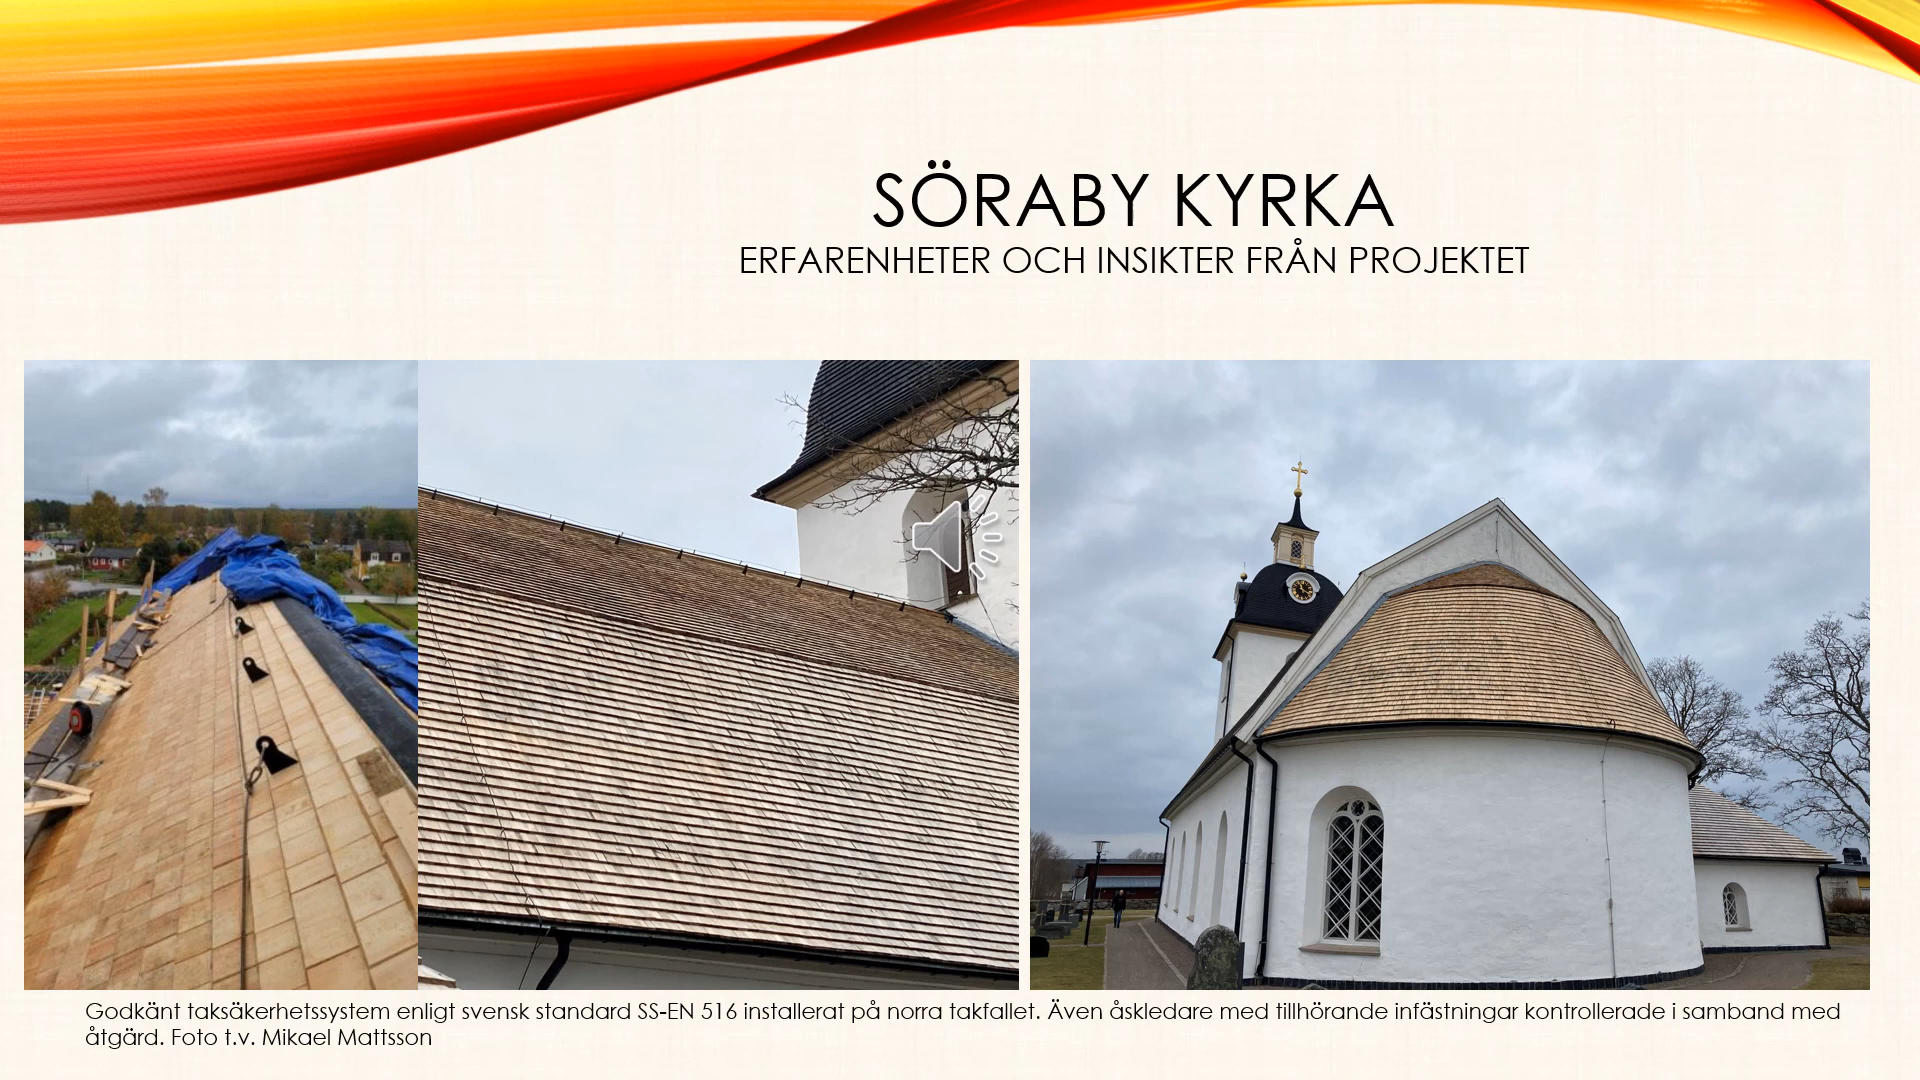 SÖRABY KYRKA
ERFARENHETER OCH INSIKTER FRÅN PROJEKTET
Godkänt taksäkerhetssystem enligt svensk standard SS-EN 516 installerat på norra takfallet. Även åskledare med tillhörande infästningar kontrollerade i samband med
åtgärd. Foto t.v. Mikael Mattsson